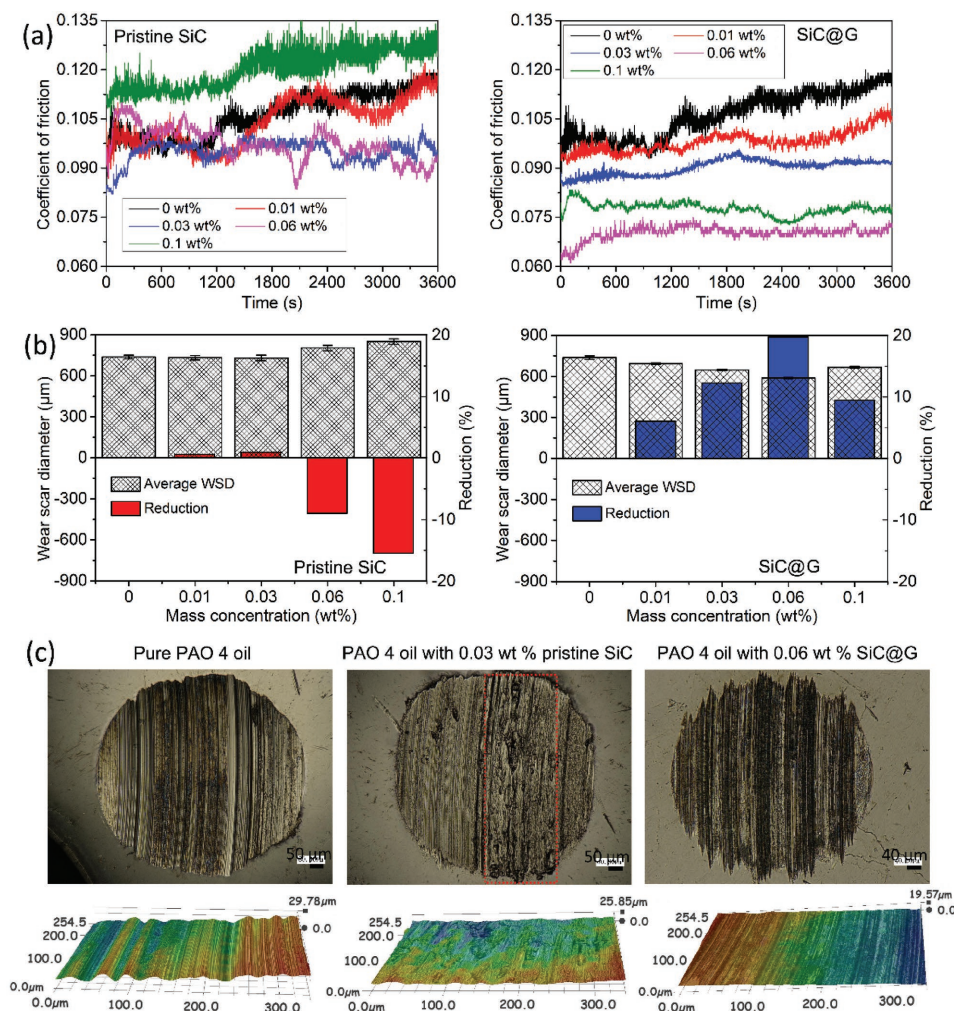 (a)
Pristine SiC
Coefficient of friction
0.135
0.120
0.105
0.090
0.075
0.060
0 wt% 0.01 wt%
0.03 wt% 0.06 wt%
0.1 wt%
0 600 1200 1800 2400 3000 3600
Time (s)
SiC@G
Coefficient of friction
0.135
0.120
0.105
0.090
0.075
0.060
0 wt% 0.01 wt%
0.03 wt% 0.06 wt%
0.1 wt%
0 600 1200 1800 2400 3000 3600
Time (s)
(b)
Wear scar diameter (μm)
900
600
300
0
-300
-600
-900
Average WSD
Reduction
Pristine SiC
20
10
0
-10
-20
Reduction (%)
0 0.01 0.03 0.06 0.1
Mass concentration (wt%)
Wear scar diameter (μm)
900
600
300
0
-300
-600
-900
Average WSD
Reduction
SiC@G
20
10
0
-10
-20
Reduction (%)
0 0.01 0.03 0.06 0.1
Mass concentration (wt%)
(c)
Pure PAO 4 oil
PAO 4 oil with 0.03 wt % pristine SiC
PAO 4 oil with 0.06 wt % SiC@G
50 μm
50 μm
40 μm
29.78μm
0.0
254.5
200.0
100.0
0.0μm
0.0μm 100.0 200.0 300.0
25.85μm
0.0
254.5
200.0
100.0
0.0μm
0.0μm 100.0 200.0 300.0
19.57μm
0.0
254.5
200.0
100.0
0.0μm
0.0μm 100.0 200.0 300.0